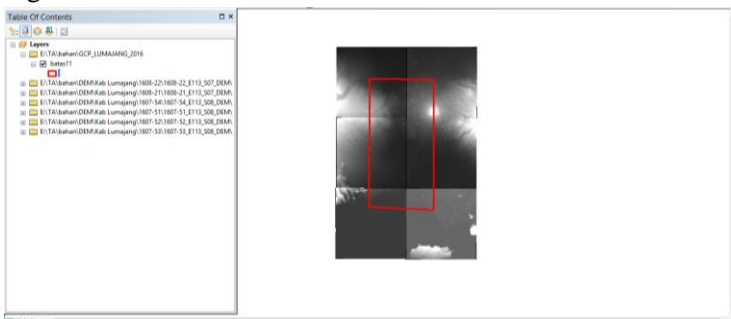 Table Of Contents
Layers
E:\TA\bahan\GCP_LUMAJANG_2016
batas11
E:\TA\bahan\DEM\Kab Lumajang\1608-22\1608-22_E113_S07_DEM\
E:\TA\bahan\DEM\Kab Lumajang\1608-21\1608-21_E113_S07_DEM\
E:\TA\bahan\DEM\Kab Lumajang\1607-54\1607-54_E113_S08_DEM\
E:\TA\bahan\DEM\Kab Lumajang\1607-51\1607-51_E113_S08_DEM\
E:\TA\bahan\DEM\Kab Lumajang\1607-52\1607-52_E113_S08_DEM\
E:\TA\bahan\DEM\Kab Lumajang\1607-53\1607-53_E113_S08_DEM\